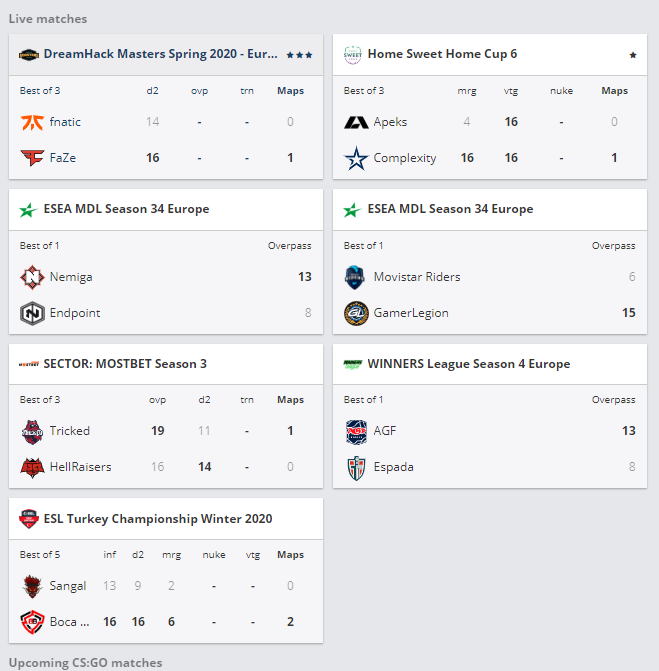 Live matches
DreamHack Masters Spring 2020 - Eur...
Best of 3 d2 ovp trn Maps
fnatic 14 - - 0
FaZe 16 - - 1
Home Sweet Home Cup 6
Best of 3 mrg vtg nuke Maps
Apeks 4 16 - 0
Complexity 16 16 - 1
ESEA MDL Season 34 Europe
Best of 1 Overpass
Nemiga 13
Endpoint 8
ESEA MDL Season 34 Europe
Best of 1 Overpass
Movistar Riders 6
GamerLegion 15
SECTOR: MOSTBET Season 3
Best of 3 ovp d2 trn Maps
Tricked 19 11 - 1
HellRaisers 16 14 - 0
WINNERS League Season 4 Europe
Best of 1 Overpass
AGF 13
Espada 8
ESL Turkey Championship Winter 2020
Best of 5 inf d2 mrg nuke vtg Maps
Sangal 13 9 2 - - 0
Boca ... 16 16 6 - - 2
Upcoming CS:GO matches